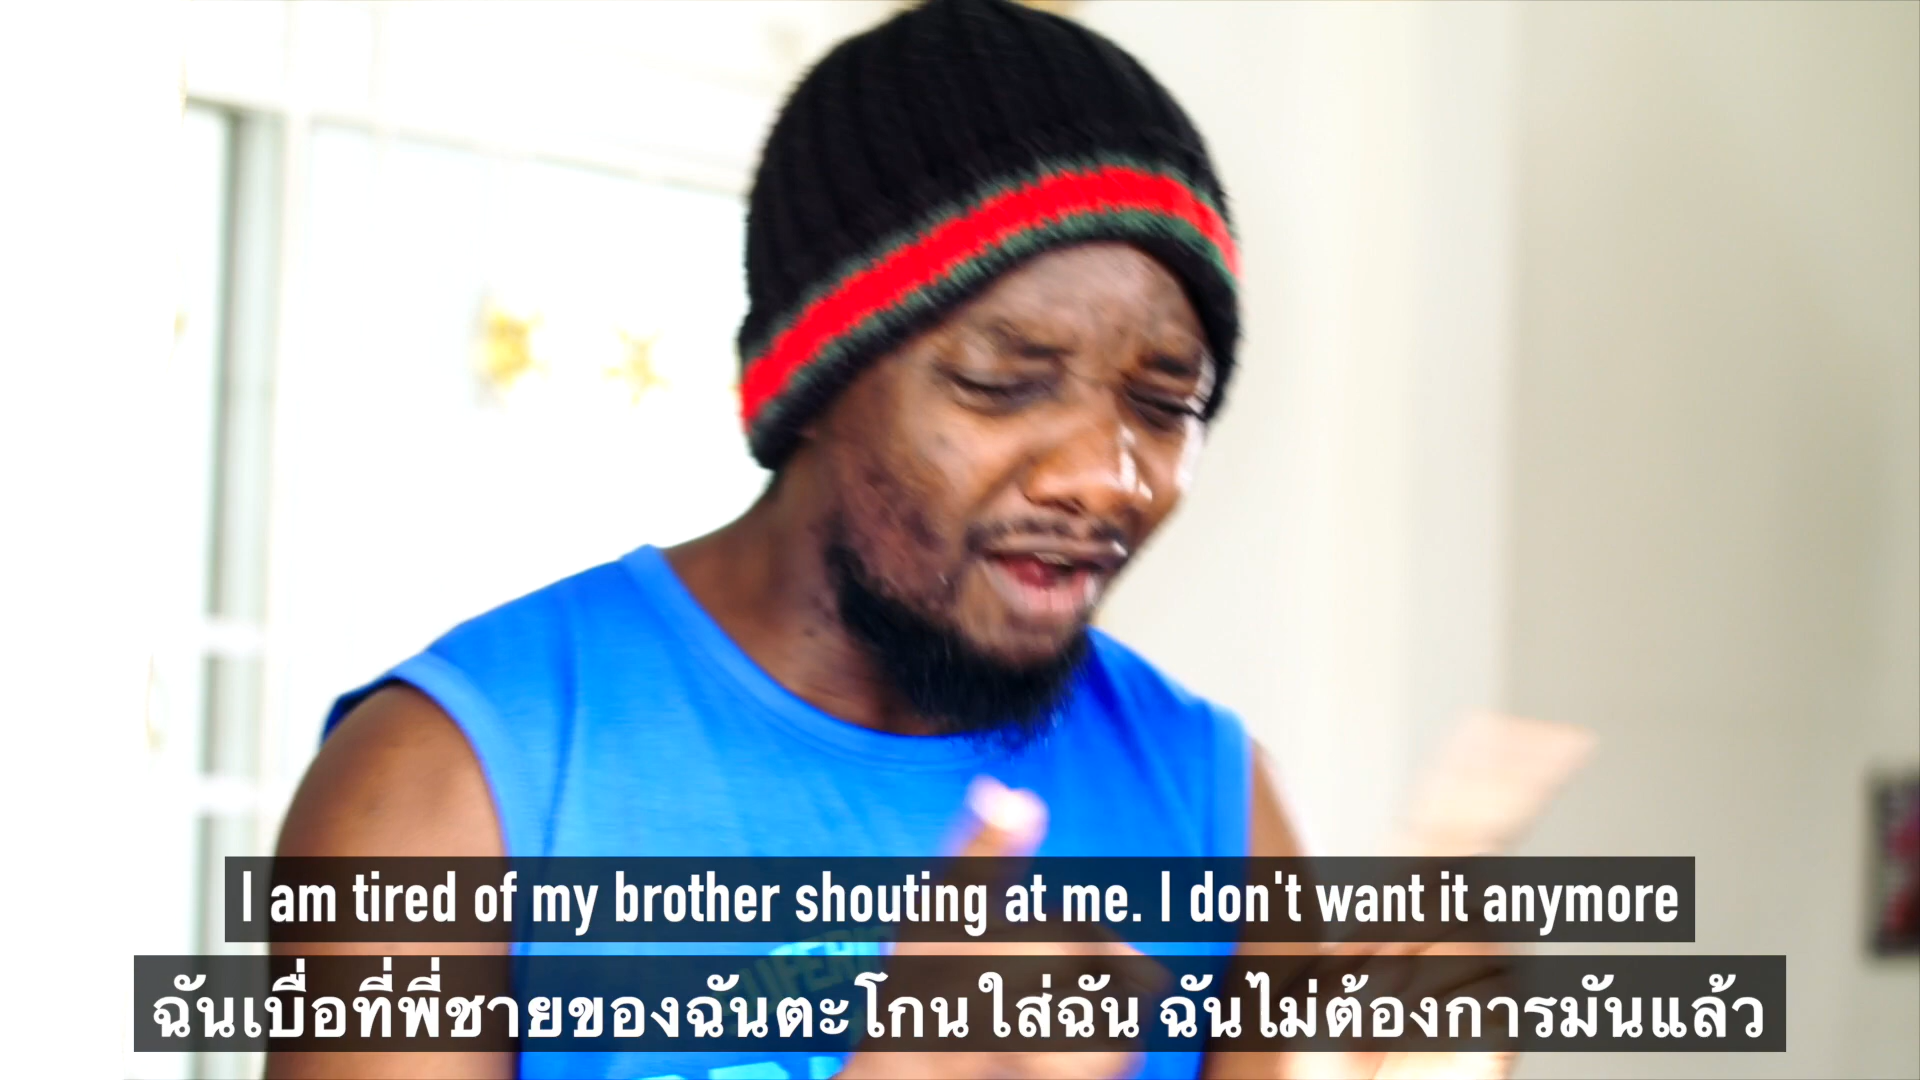 I am tired of my brother shouting at me. I don't want it anymore
ฉันเบื่อที่พี่ชายของฉันตะโกนใส่ฉัน ฉันไม่ต้องการมันแล้ว